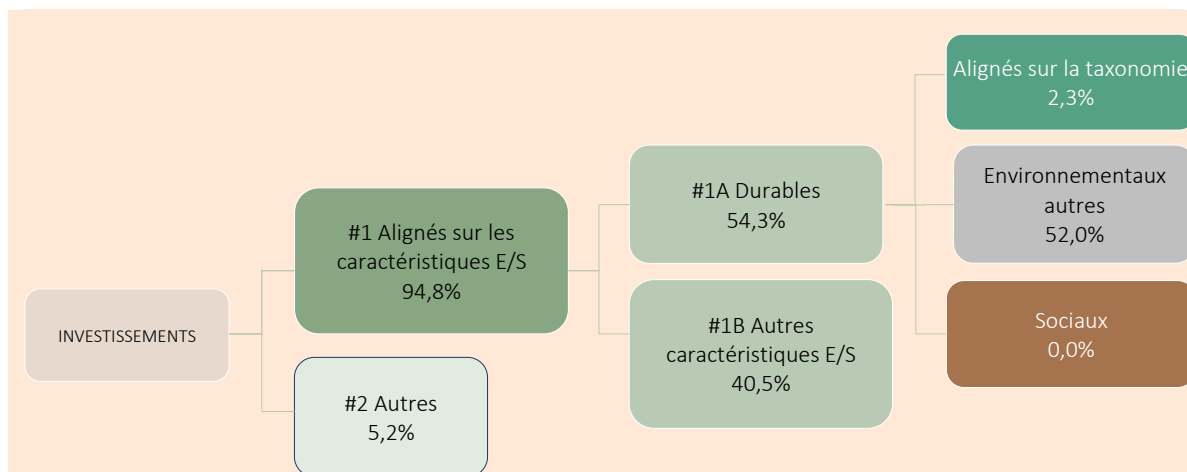 INVESTISSEMENTS
#1 Alignés sur les
caractéristiques E/S
94,8%
#2 Autres
5,2%
#1A Durables
54,3%
#1B Autres
caractéristiques E/S
40,5%
Alignés sur la taxonomie
2,3%
Environnementaux
autres
52,0%
Sociaux
0,0%